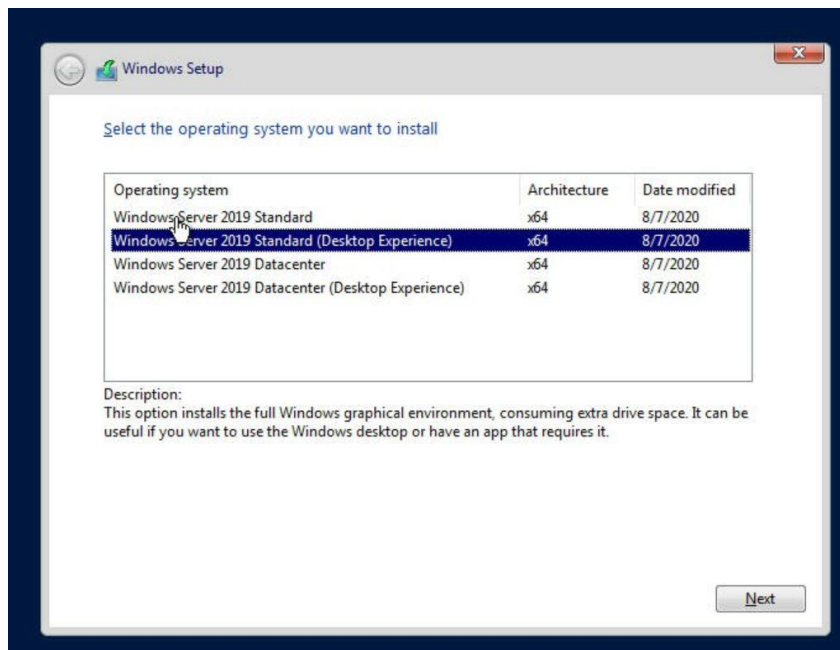 Windows Setup
Select the operating system you want to install
Operating system Architecture Date modified
Windows Server 2019 Standard x64 8/7/2020
Windows Server 2019 Standard (Desktop Experience) x64 8/7/2020
Windows Server 2019 Datacenter x64 8/7/2020
Windows Server 2019 Datacenter (Desktop Experience) x64 8/7/2020
Description:
This option installs the full Windows graphical environment, consuming extra drive space. It can be
useful if you want to use the Windows desktop or have an app that requires it.
Next